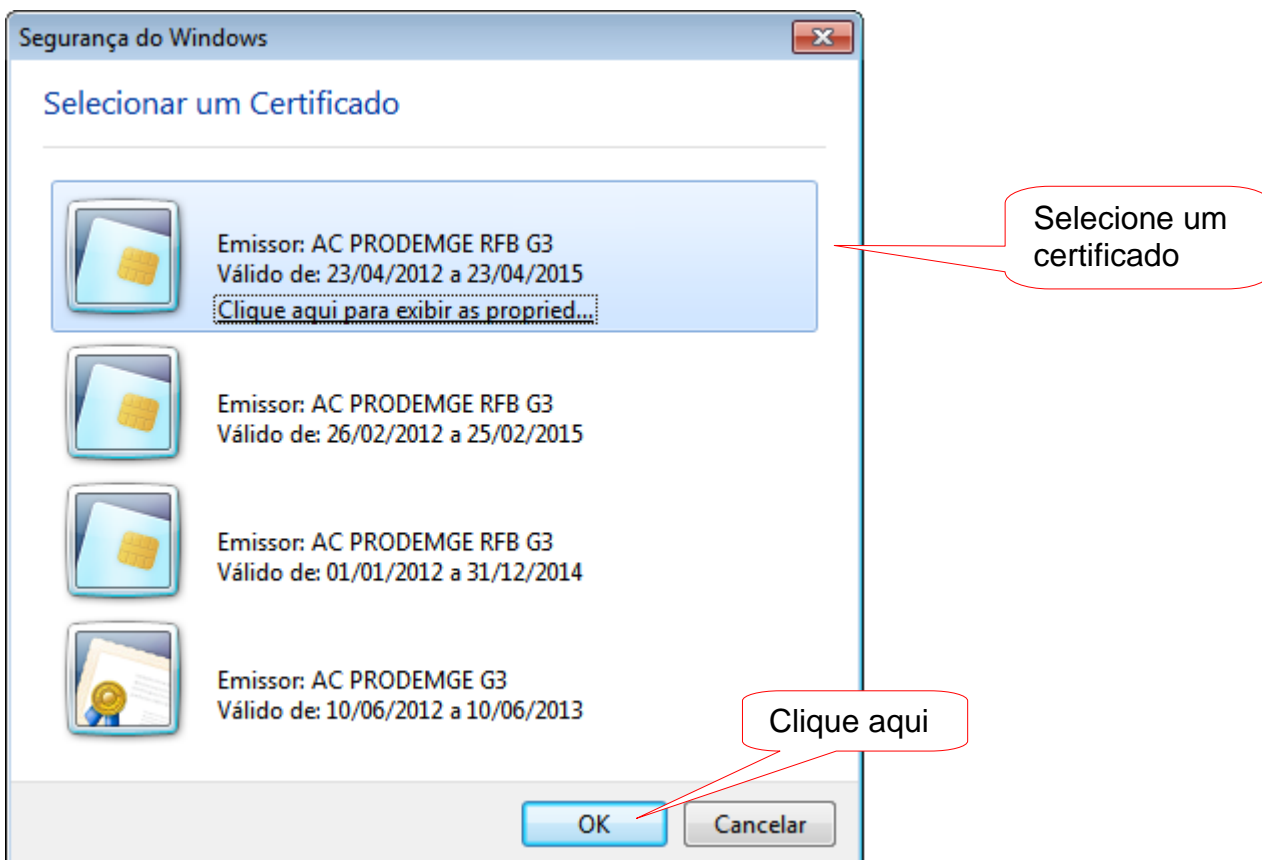 Segurança do Windows
Selecionar um Certificado
Emissor: AC PRODEMGE RFB G3
Válido de: 23/04/2012 a 23/04/2015
Clique aqui para exibir as propried...
Selecione um
certificado
Emissor: AC PRODEMGE RFB G3
Válido de: 26/02/2012 a 25/02/2015
Emissor: AC PRODEMGE RFB G3
Válido de: 01/01/2012 a 31/12/2014
Emissor: AC PRODEMGE G3
Válido de: 10/06/2012 a 10/06/2013
Clique aqui
OK
Cancelar